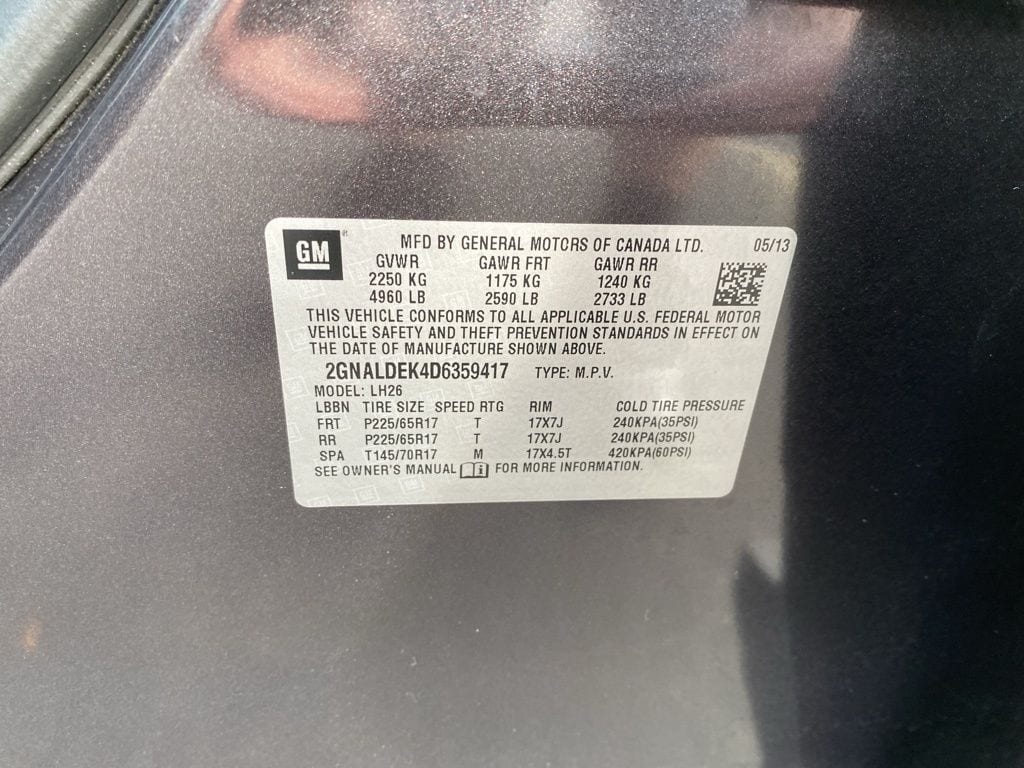 GM ® MFD BY GENERAL MOTORS OF CANADA LTD. 05/13
GVWR GAWR FRT GAWR RR
2250 KG 1175 KG 1240 KG
4960 LB 2590 LB 2733 LB
THIS VEHICLE CONFORMS TO ALL APPLICABLE U.S. FEDERAL MOTOR
VEHICLE SAFETY AND THEFT PREVENTION STANDARDS IN EFFECT ON
THE DATE OF MANUFACTURE SHOWN ABOVE.
2GNALDEK4D6359417 TYPE: M.P.V.
MODEL: LH26
LBBN TIRE SIZE SPEED RTG RIM COLD TIRE PRESSURE
FRT P225/65R17 T 17X7J 240KPA(35PSI)
RR P225/65R17 T 17X7J 240KPA(35PSI)
SPA T145/70R17 M 17X4.5T 420KPA(60PSI)
SEE OWNER'S MANUAL i FOR MORE INFORMATION.